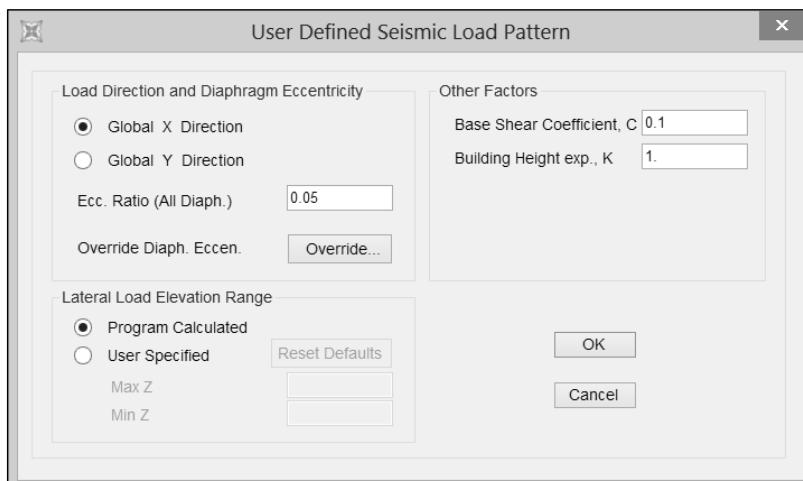 User Defined Seismic Load Pattern
x
Load Direction and Diaphragm Eccentricity
Global X Direction
Global Y Direction
Ecc. Ratio (All Diaph.) 0.05
Override Diaph. Eccen. Override...
Other Factors
Base Shear Coefficient, C 0.1
Building Height exp., K 1.
Lateral Load Elevation Range
Program Calculated
User Specified Reset Defaults
Max Z
Min Z
OK
Cancel